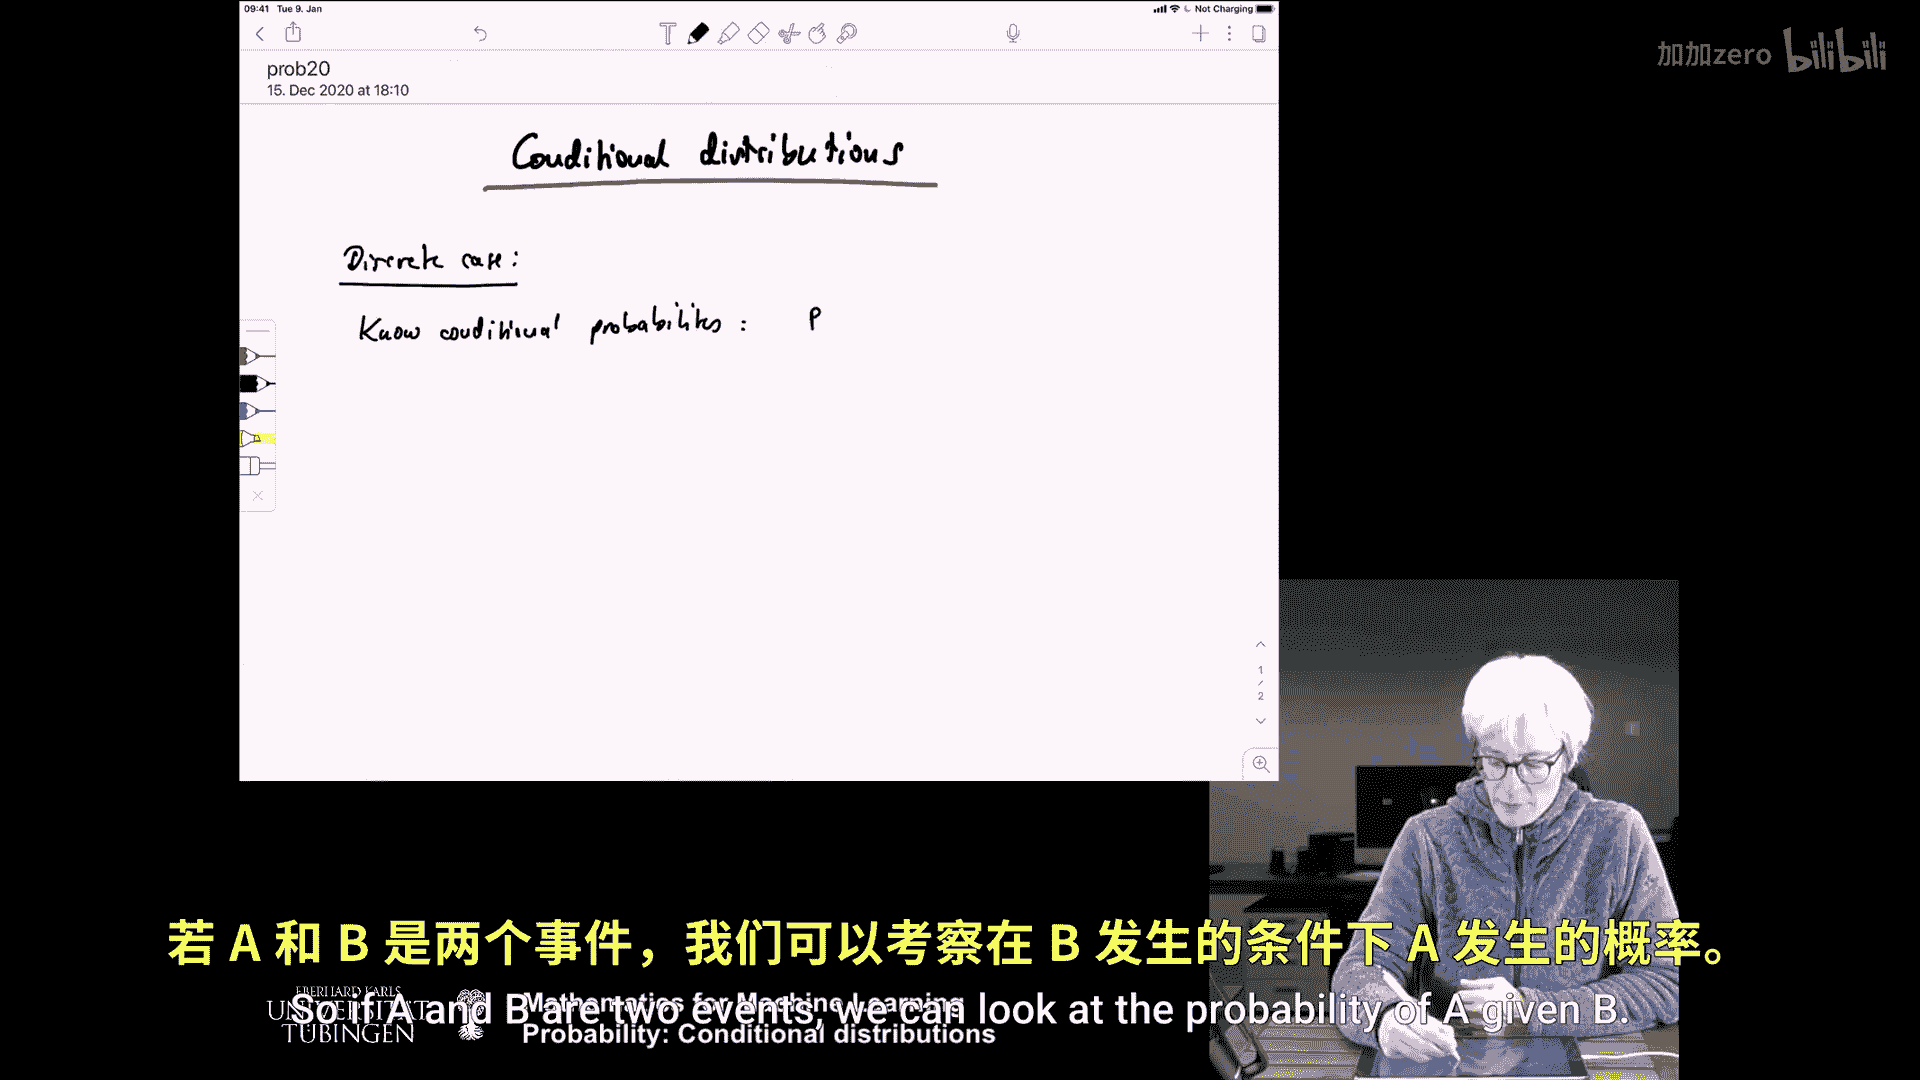 09:41 Tue 9. Jan
Not Charging
加加zero bilibili
prob20
15. Dec 2020 at 18:10
Conditional distributions
Discrete case:
Know conditional probabilities: P
1
2
若 A 和 B 是两个事件，我们可以考察在 B 发生的条件下 A 发生的概率。
EBERHARD KARLS
UNIVERSITÄT
TÜBINGEN
So if A and B are two events, we can look at the probability of A given B.
Mathematics for Machine Learning
Probability: Conditional distributions